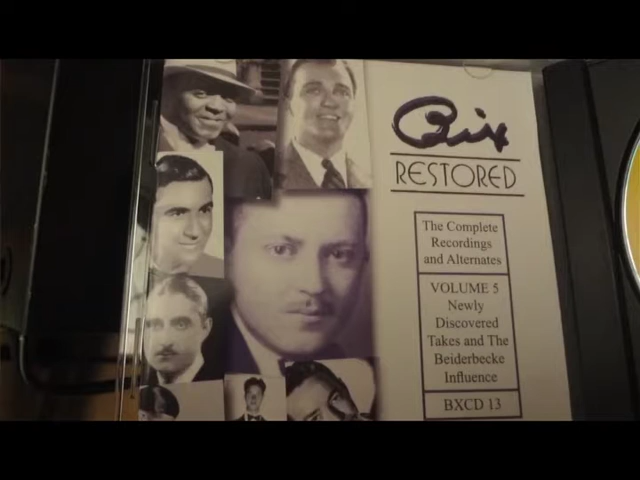 Bix
RESTORED
The Complete
Recordings
and Alternates
VOLUME 5
Newly
Discovered
Takes and The
Beiderbecke
Influence
BXCD 13